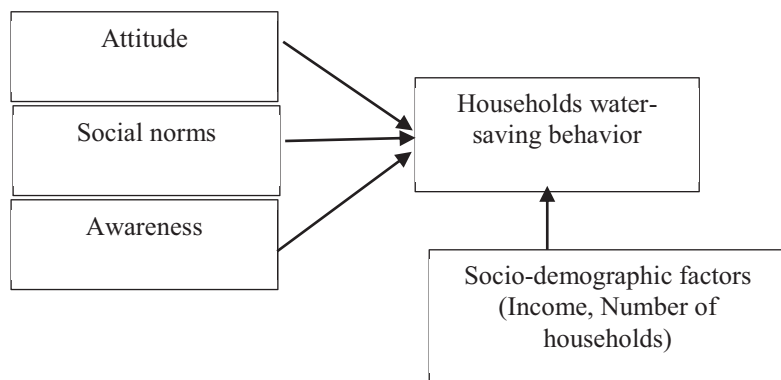 Attitude
Social norms
Awareness
Households water-
saving behavior
Socio-demographic factors
(Income, Number of
households)